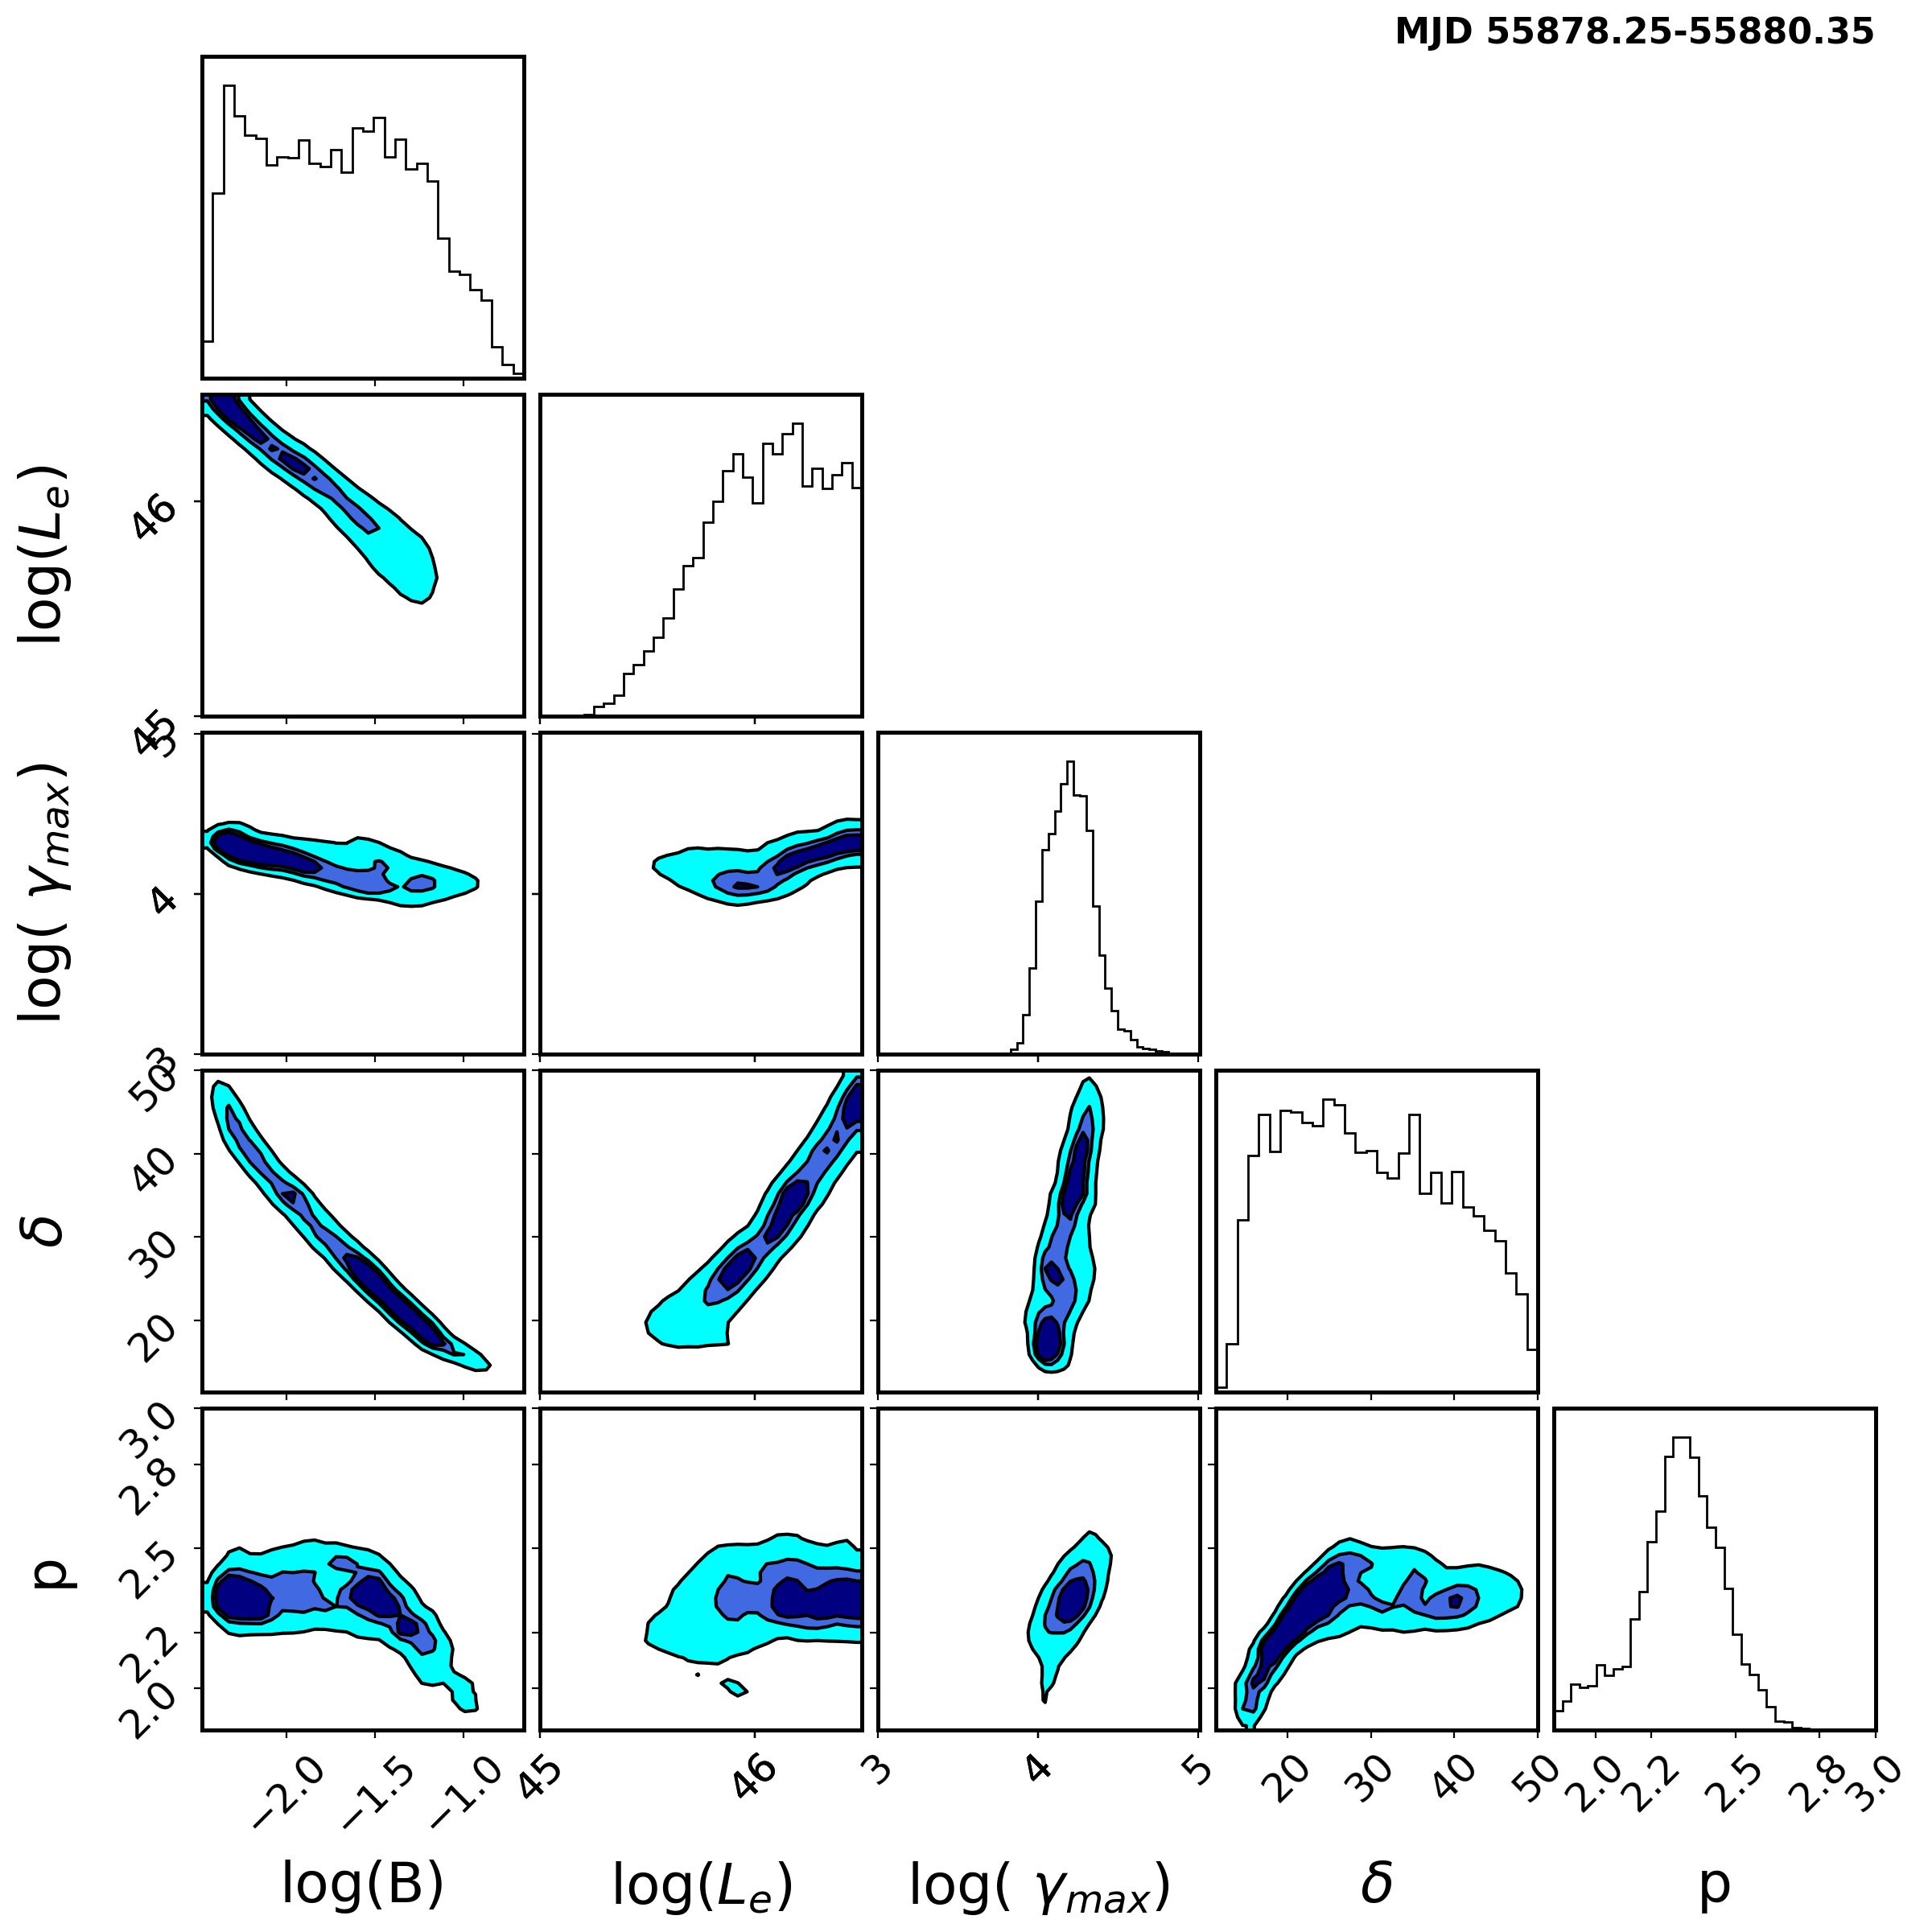 MJD 55878.25-55880.35
log(Lₑ)
46
45
log( γₘₐₓ)
5
4
3
δ
50
40
30
20
p
3.0
2.8
2.5
2.2
2.0
−2.0 −1.5 −1.0 45 46 3 4 5 20 30 40 50 2.0 2.2 2.5 2.8 3.0
log(B) log(Lₑ) log( γₘₐₓ) δ p